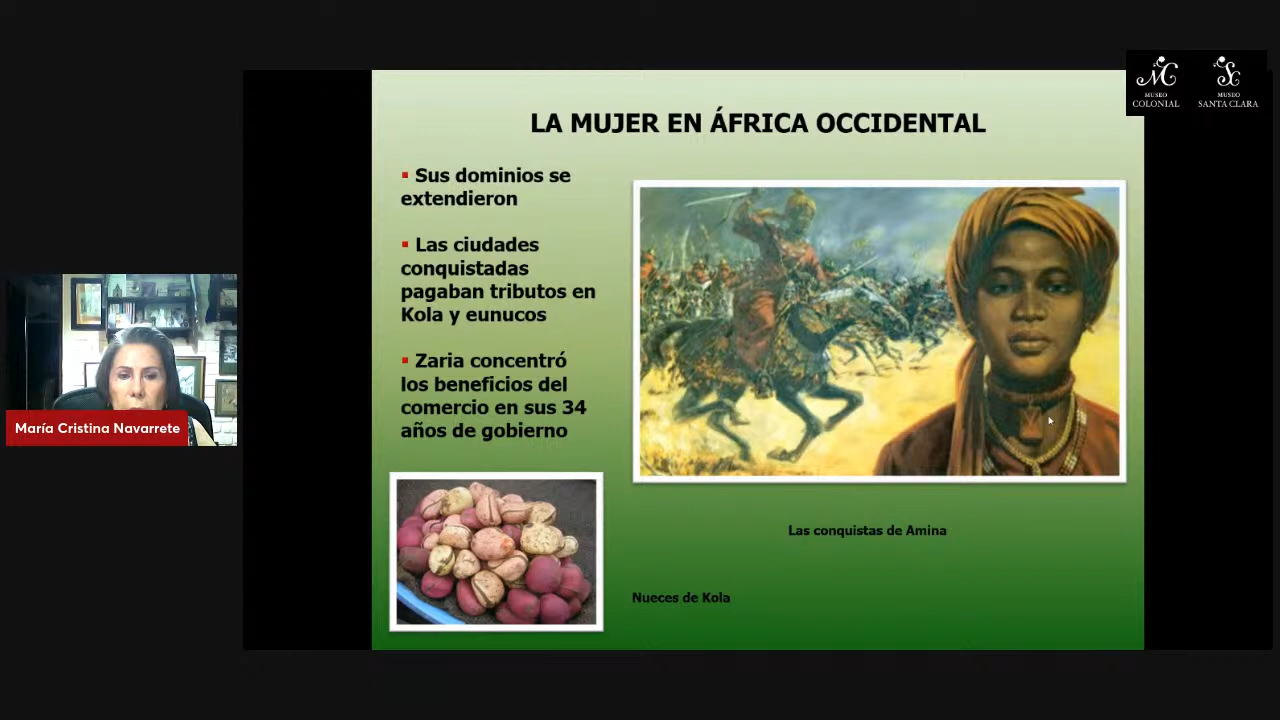 MUSEO
COLONIAL
MUSEO
SANTA CLARA
LA MUJER EN ÁFRICA OCCIDENTAL
▪ Sus dominios se
extendieron
▪ Las ciudades
conquistadas
pagaban tributos en
Kola y eunucos
▪ Zaria concentró
los beneficios del
comercio en sus 34
años de gobierno
Las conquistas de Amina
Nueces de Kola
María Cristina Navarrete